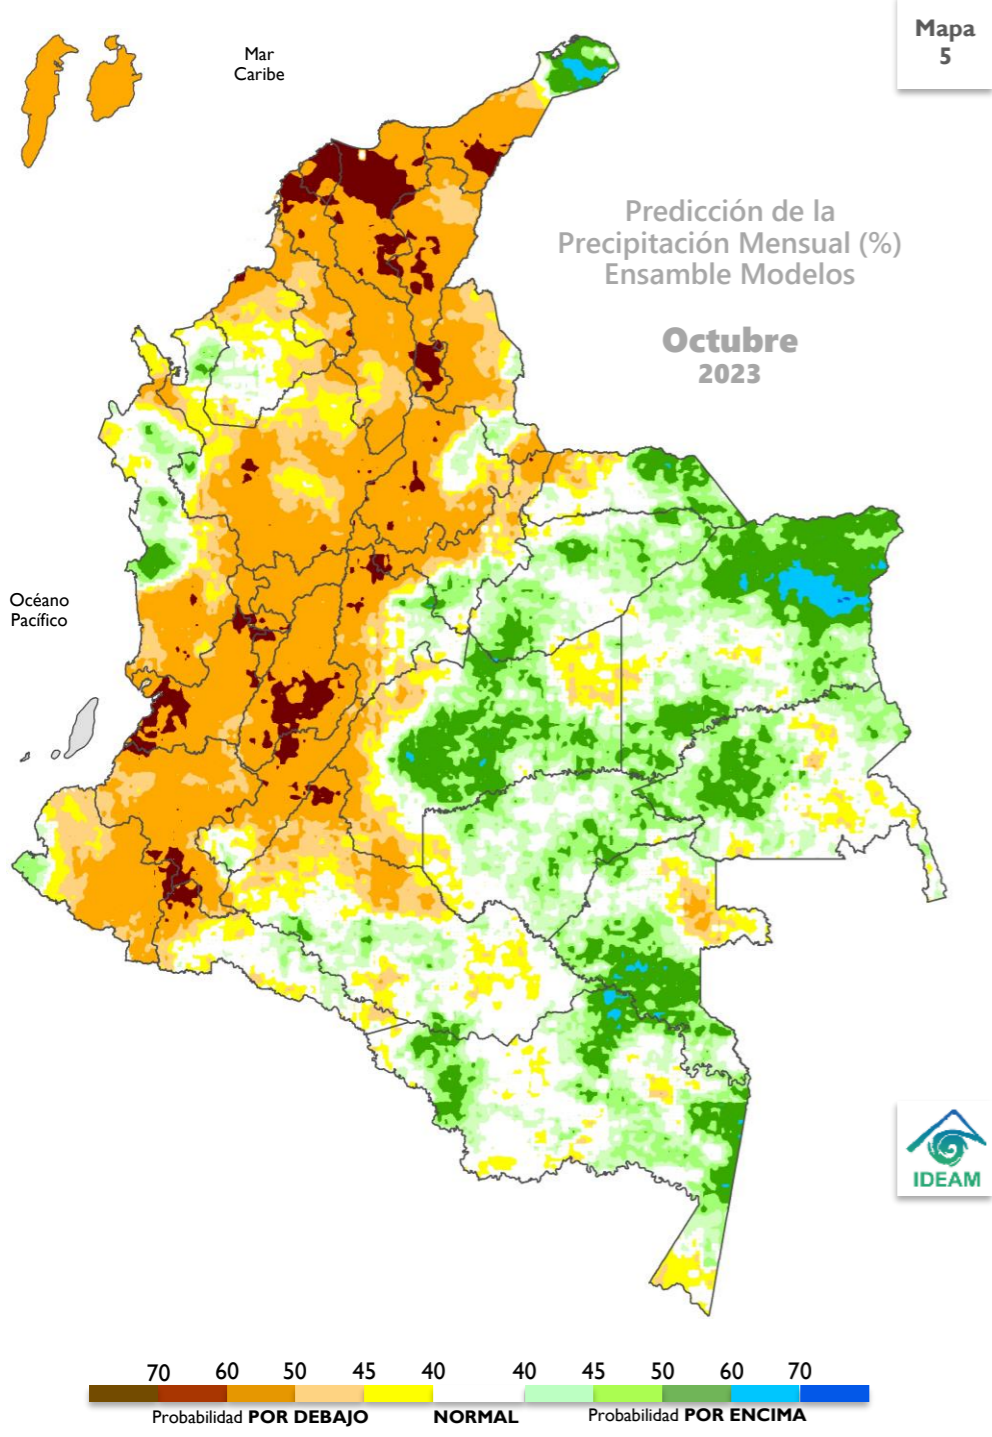 Mapa
5
Mar
Caribe
Predicción de la
Precipitación Mensual (%)
Ensamble Modelos
Octubre
2023
Océano
Pacífico
IDEAM
70 60 50 45 40 40 45 50 60 70
Probabilidad POR DEBAJO NORMAL Probabilidad POR ENCIMA